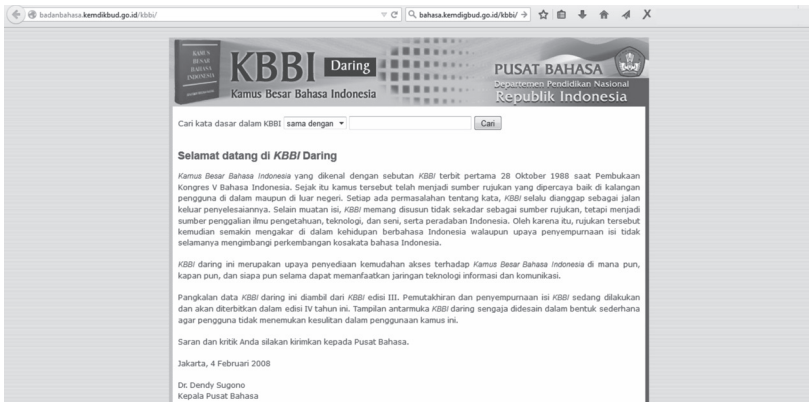 badanbahasa.kemdikbud.go.id/kbbi/
bahasa.kemdigbud.go.id/kbbi/
X
KAMUS
BESAR
BAHASA
INDONESIA
KBBI Daring
Kamus Besar Bahasa Indonesia
PUSAT BAHASA
Departemen Pendidikan Nasional
Republik Indonesia
Cari kata dasar dalam KBBI sama dengan Cari
Selamat datang di KBBI Daring
Kamus Besar Bahasa Indonesia yang dikenal dengan sebutan KBBI terbit pertama 28 Oktober 1988 saat Pembukaan
Kongres V Bahasa Indonesia. Sejak itu kamus tersebut telah menjadi sumber rujukan yang dipercaya baik di kalangan
pengguna di dalam maupun di luar negeri. Setiap ada permasalahan tentang kata, KBBI selalu dianggap sebagai jalan
keluar penyelesaiannya. Selain muatan isi, KBBI memang disusun tidak sekadar sebagai sumber rujukan, tetapi menjadi
sumber penggalian ilmu pengetahuan, teknologi, dan seni, serta peradaban Indonesia. Oleh karena itu, rujukan tersebut
kemudian semakin mengakar di dalam kehidupan berbahasa Indonesia walaupun upaya penyempurnaan isi tidak
selamanya mengimbangi perkembangan kosakata bahasa Indonesia.
KBBI daring ini merupakan upaya penyediaan kemudahan akses terhadap Kamus Besar Bahasa Indonesia di mana pun,
kapan pun, dan siapa pun selama dapat memanfaatkan jaringan teknologi informasi dan komunikasi.
Pangkalan data KBBI daring ini diambil dari KBBI edisi III. Pemutakhiran dan penyempurnaan isi KBBI sedang dilakukan
dan akan diterbitkan dalam edisi IV tahun ini. Tampilan antarmuka KBBI daring sengaja didesain dalam bentuk sederhana
agar pengguna tidak menemukan kesulitan dalam penggunaan kamus ini.
Saran dan kritik Anda silakan kirimkan kepada Pusat Bahasa.
Jakarta, 4 Februari 2008
Dr. Dendy Sugono
Kepala Pusat Bahasa